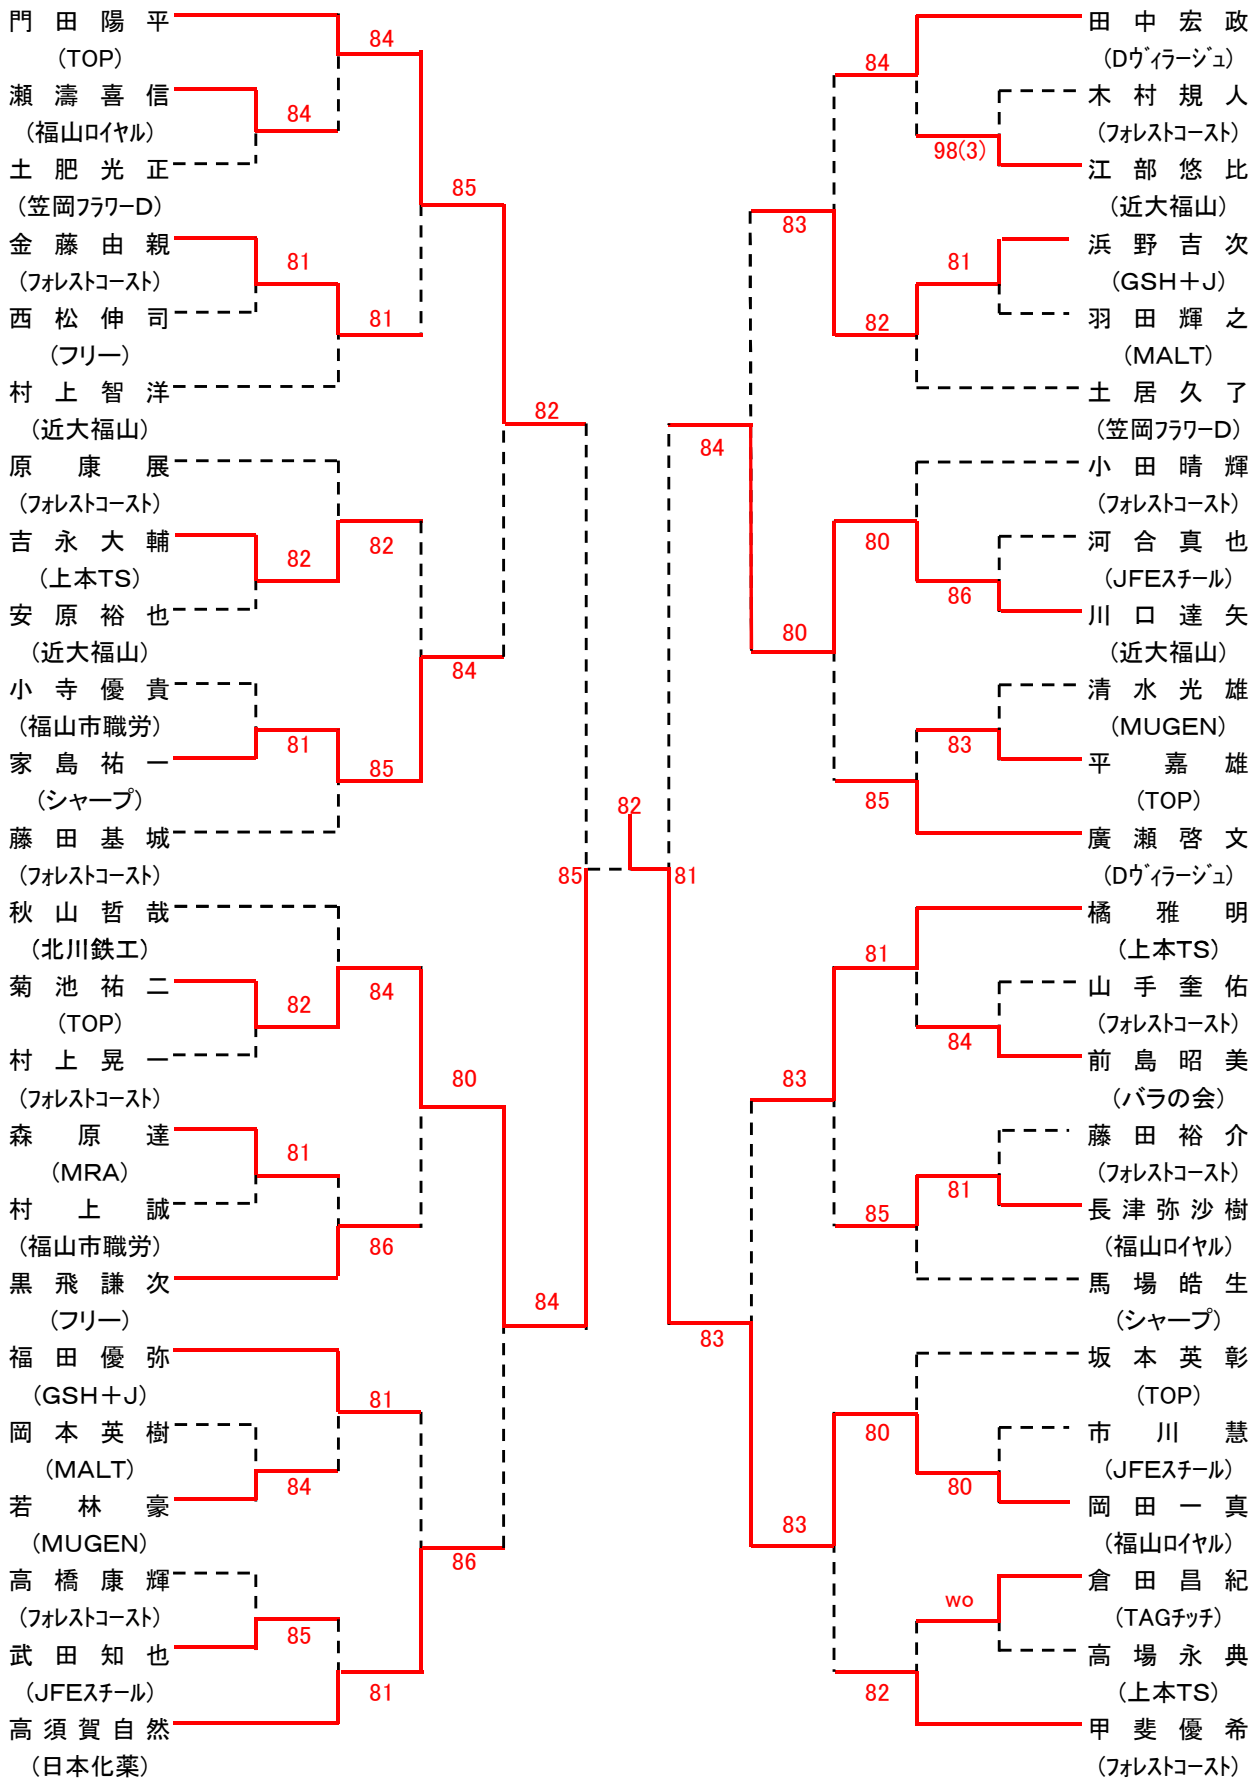 門田陽平
(TOP)
84
瀬濤喜信
(福山ロイヤル)
84
土肥光正
(笠岡フラワーD)
85
金藤由親
(フォレストコースト)
81
西松伸司
(フリー)
81
村上智洋
(近大福山)
82
原康展
(フォレストコースト)
吉永大輔
(上本TS)
82
82
安原裕也
(近大福山)
84
小寺優貴
(福山市職労)
81
家島祐一
(シャープ)
85
藤田基城
(フォレストコースト)
85
秋山哲哉
(北川鉄工)
菊池祐二
(TOP)
82
84
村上晃一
(フォレストコースト)
80
森原達
(MRA)
81
村上誠
(福山市職労)
86
黒飛謙次
(フリー)
84
福田優弥
(GSH+J)
81
岡本英樹
(MALT)
84
若林豪
(MUGEN)
86
高橋康輝
(フォレストコースト)
85
武田知也
(JFEスチール)
81
高須賀自然
(日本化薬)
82
81
田中宏政
(Dヴィラージュ)
84
木村規人
(フォレストコースト)
98(3)
江部悠比
(近大福山)
83
浜野吉次
(GSH+J)
81
羽田輝之
(MALT)
82
土居久了
(笠岡フラワーD)
84
小田晴輝
(フォレストコースト)
80
河合真也
(JFEスチール)
86
川口達矢
(近大福山)
80
清水光雄
(MUGEN)
83
平嘉雄
(TOP)
85
廣瀬啓文
(Dヴィラージュ)
橘雅明
(上本TS)
81
山手奎佑
(フォレストコースト)
84
前島昭美
(バラの会)
83
藤田裕介
(フォレストコースト)
81
長津弥沙樹
(福山ロイヤル)
85
馬場皓生
(シャープ)
83
坂本英彰
(TOP)
80
市川慧
(JFEスチール)
80
岡田一真
(福山ロイヤル)
83
倉田昌紀
(TAGチッチ)
wo
高場永典
(上本TS)
82
甲斐優希
(フォレストコースト)